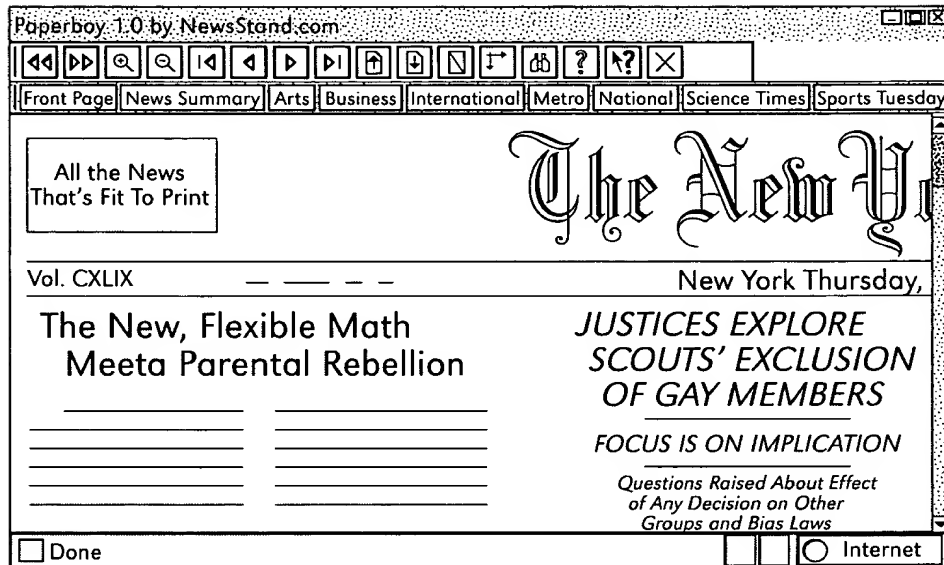 Paperboy 1.0 by NewsStand.com
Front Page News Summary Arts Business International Metro National Science Times Sports Tuesday
All the News
That's Fit To Print
The New Yo
Vol. CXLIX
New York Thursday,
The New, Flexible Math
Meeta Parental Rebellion
JUSTICES EXPLORE
SCOUTS' EXCLUSION
OF GAY MEMBERS
FOCUS IS ON IMPLICATION
Questions Raised About Effect
of Any Decision on Other
Groups and Bias Laws
Done
Internet